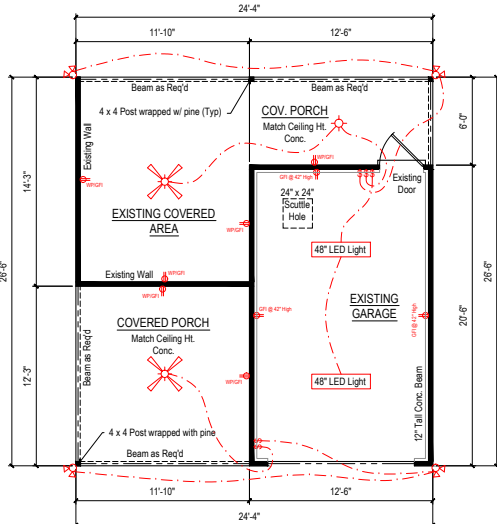 24'-4"
11'-10"
12'-6"
Beam as Req'd
Beam as Req'd
4 x 4 Post wrapped w/ pine (Typ)
COV. PORCH
Match Ceiling Ht.
Conc.
6'-0"
Existing Wall
14'-3"
WP/GFI
GFI @ 42" High
Existing
Door
24" x 24"
Scuttle
Hole
EXISTING COVERED
AREA
WP/GFI
48" LED Light
26'-6"
26'-6"
Existing Wall
WP/GFI
WP/GFI
EXISTING
GARAGE
20'-6"
COVERED PORCH
Match Ceiling Ht.
Conc.
GFI @ 42" High
GFI @ 42" High
Beam as Req'd
12'-3"
WP/GFI
48" LED Light
12" Tall Conc. Beam
4 x 4 Post wrapped with pine
Beam as Req'd
11'-10"
12'-6"
24'-4"